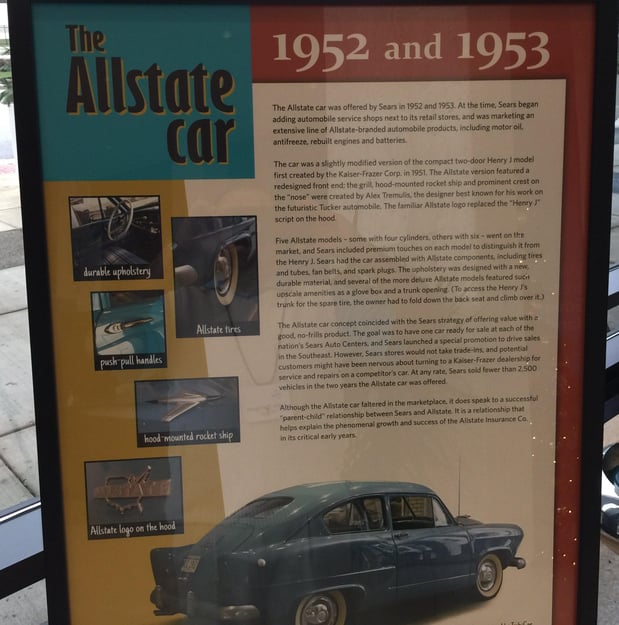 The
Allstate
car
1952 and 1953
The Allstate car was offered by Sears in 1952 and 1953. At the time, Sears began
adding automobile service shops next to its retail stores, and was marketing an
extensive line of Allstate-branded automobile products, including motor oil,
antifreeze, rebuilt engines and batteries.
The car was a slightly modified version of the compact two-door Henry J model
first created by the Kaiser-Frazer Corp. in 1951. The Allstate version featured a
redesigned front end; the grill, hood-mounted rocket ship and prominent crest on
the "nose" were created by Alex Tremulis, the designer best known for his work on
the futuristic Tucker automobile. The familiar Allstate logo replaced the "Henry J"
script on the hood.
Five Allstate models – some with four cylinders, others with six – went on the
market, and Sears included premium touches on each model to distinguish it from
the Henry J. Sears had the car assembled with Allstate components, including tires
and tubes, fan belts, and spark plugs. The upholstery was designed with a new,
durable material, and several of the more deluxe Allstate models featured such
upscale amenities as a glove box and a trunk opening. (To access the Henry J's
trunk for the spare tire, the owner had to fold down the back seat and climb over it.)
The Allstate car concept coincided with the Sears strategy of offering value with a
good, no-frills product. The goal was to have one car ready for sale at each of the
nation's Sears Auto Centers, and Sears launched a special promotion to drive sales
in the Southeast. However, Sears stores would not take trade-ins, and potential
customers might have been nervous about turning to a Kaiser-Frazer dealership for
service and repairs on a competitor's car. At any rate, Sears sold fewer than 2,500
vehicles in the two years the Allstate car was offered.
Although the Allstate car faltered in the marketplace, it does speak to a successful
"parent-child" relationship between Sears and Allstate. It is a relationship that
helps explain the phenomenal growth and success of the Allstate Insurance Co.
in its critical early years.
durable upholstery
Allstate tires
push-pull handles
hood-mounted rocket ship
Allstate logo on the hood